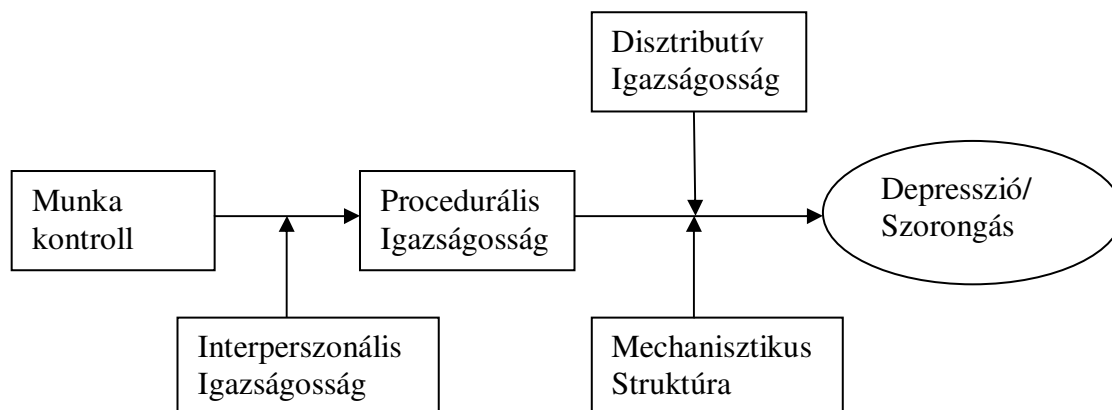 Disztributív
Igazságosság
Munka
kontroll
Procedurális
Igazságosság
Depresszió/
Szorongás
Interperszonális
Igazságosság
Mechanisztikus
Struktúra